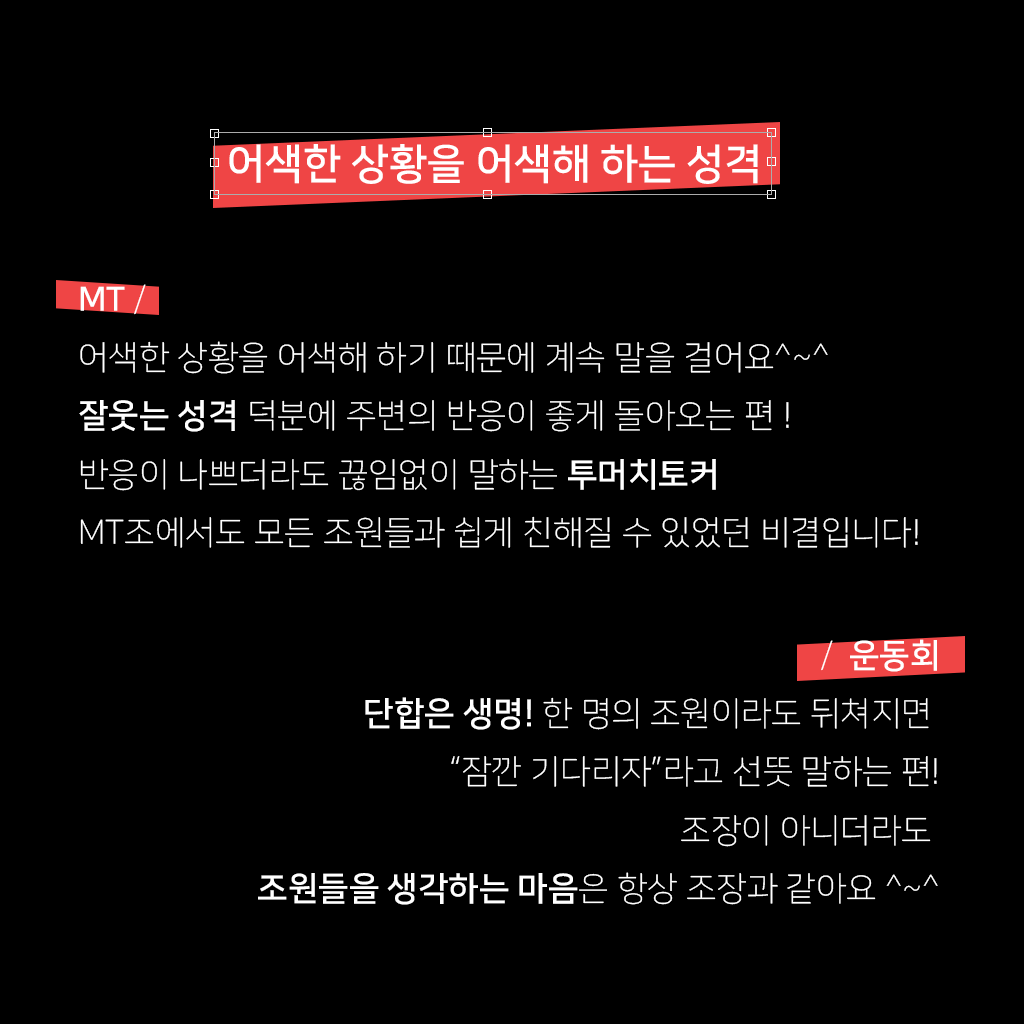 어색한 상황을 어색해 하는 성격
MT /
어색한 상황을 어색해 하기 때문에 계속 말을 걸어요^~^
잘웃는 성격 덕분에 주변의 반응이 좋게 돌아오는 편 !
반응이 나쁘더라도 끊임없이 말하는 투머치토커
MT조에서도 모든 조원들과 쉽게 친해질 수 있었던 비결입니다!
/ 운동회
단합은 생명! 한 명의 조원이라도 뒤쳐지면
“잠깐 기다리자”라고 선뜻 말하는 편!
조장이 아니더라도
조원들을 생각하는 마음은 항상 조장과 같아요 ^~^